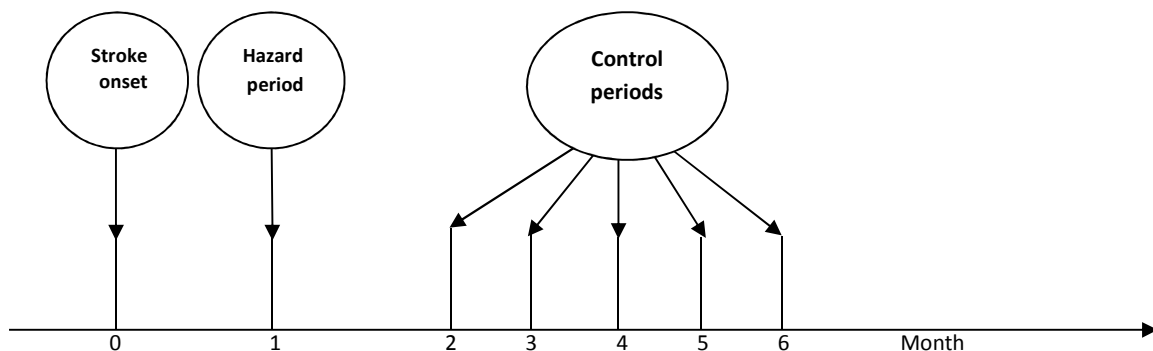 Stroke
onset
Hazard
period
Control
periods
0 1 2 3 4 5 6 Month